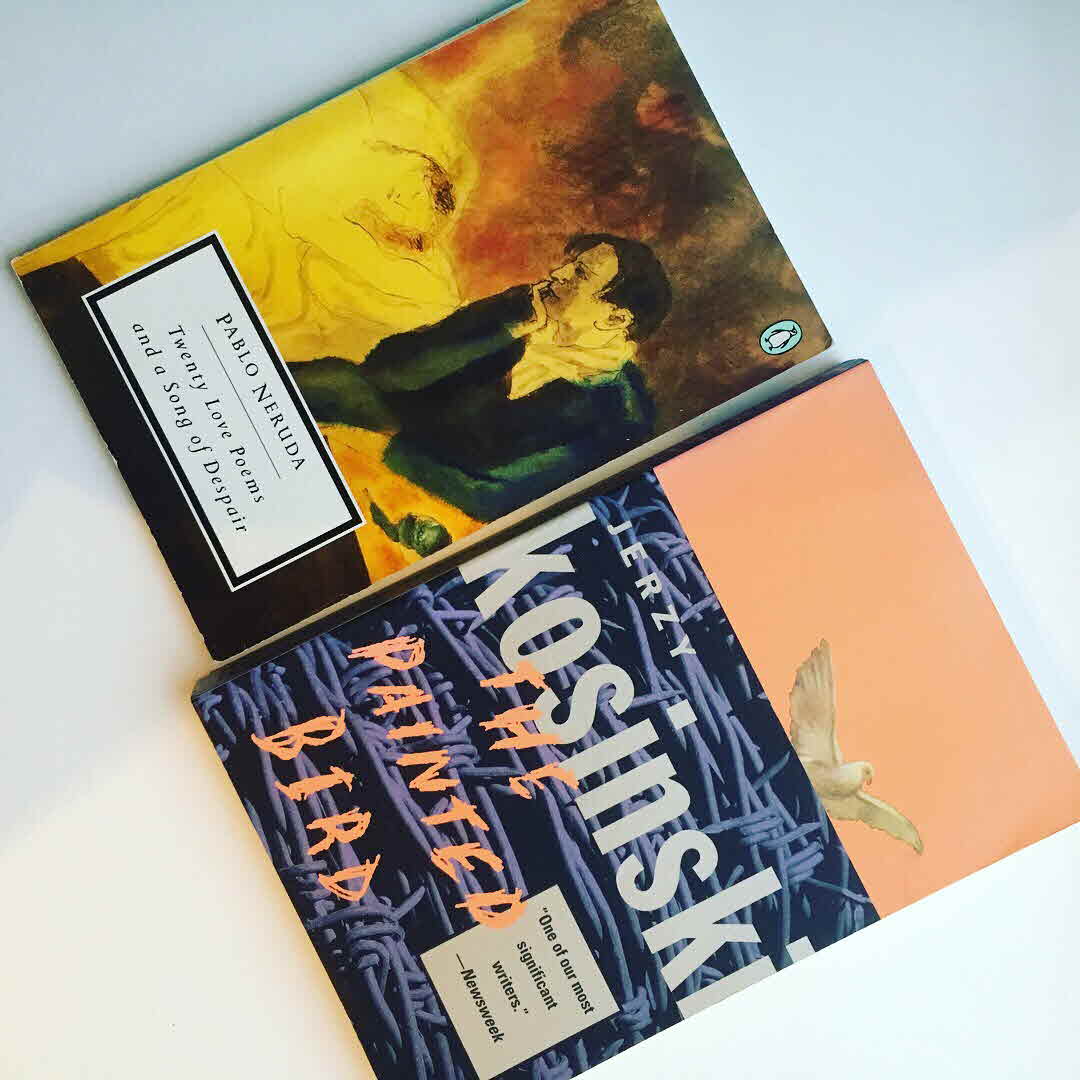 PABLO NERUDA
Twenty Love Poems
and a Song of Despair
JERZY
KOSINSKI
THE
PAINTED
BIRD
"One of our most
significant
writers."
—Newsweek